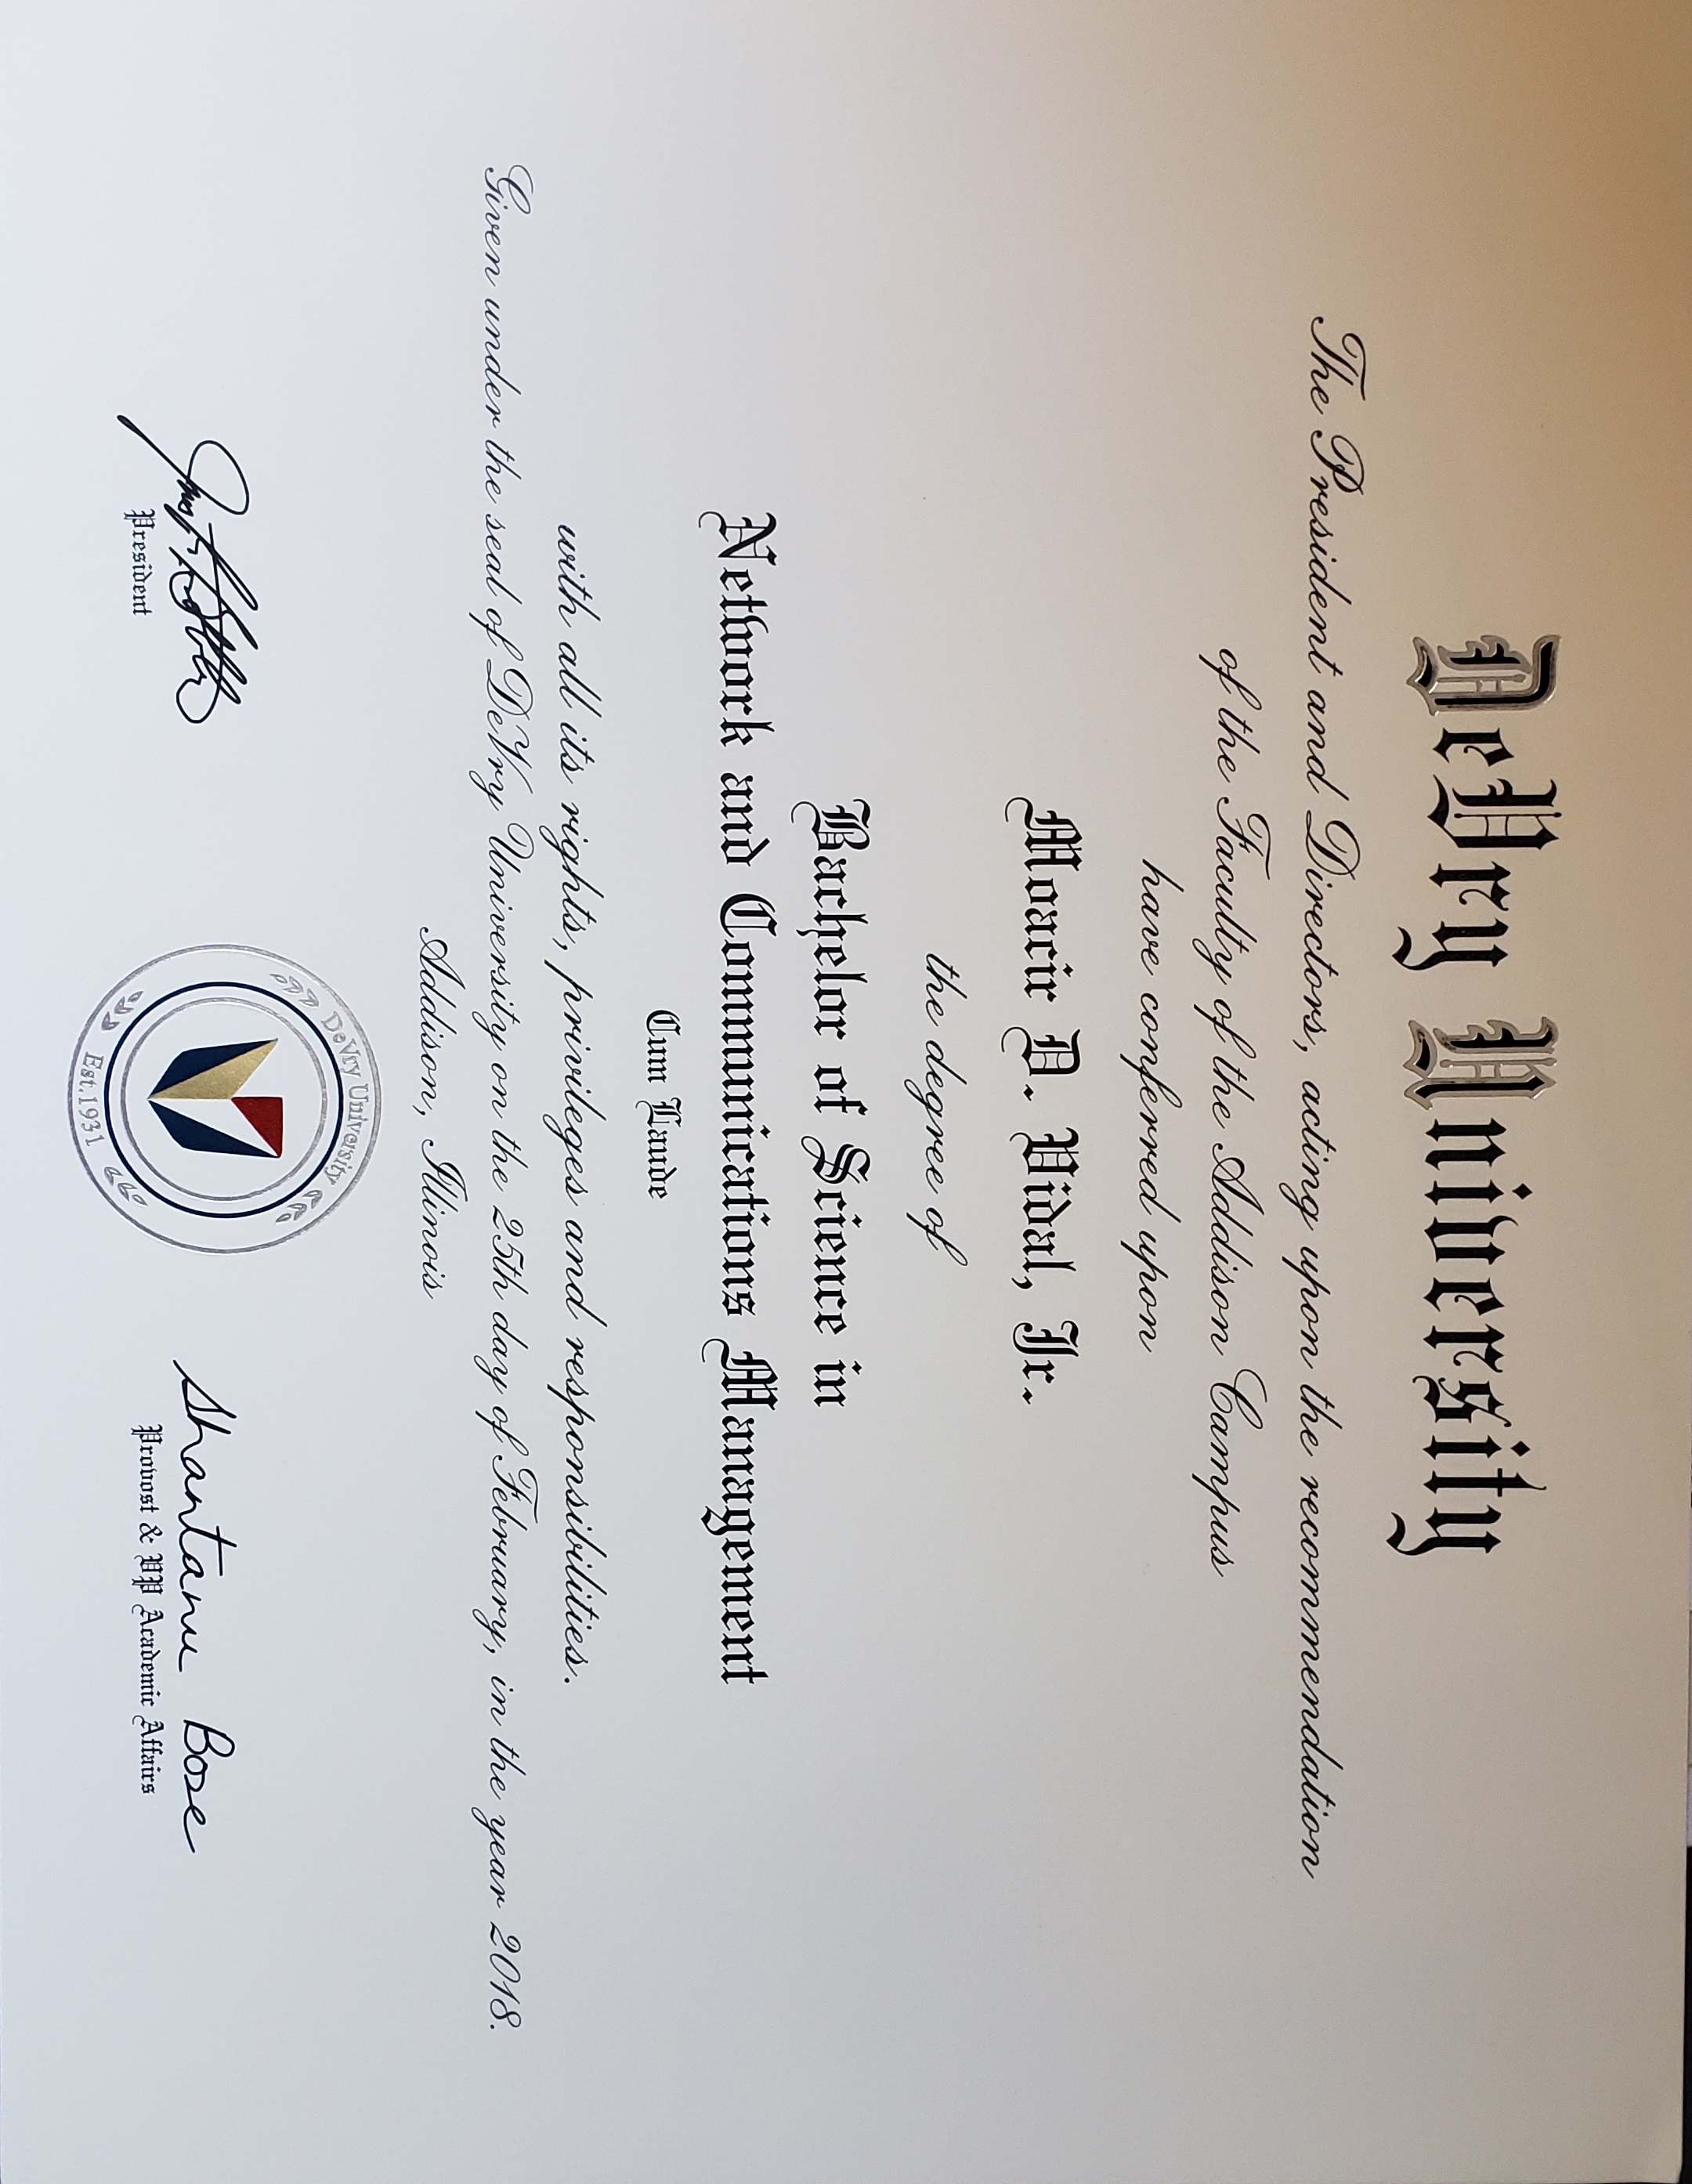 DeVry University
The President and Directors, acting upon the recommendation
of the Faculty of the Addison Campus
have conferred upon
Moacir D. Vidal, Jr.
the degree of
Bachelor of Science in
Network and Communications Management
Cum Laude
with all its rights, privileges and responsibilities.
Given under the seal of DeVry University on the 25th day of February, in the year 2018.
Addison, Illinois
DeVry University
Est.1931
President
Shantanu Bose
Provost & VP Academic Affairs